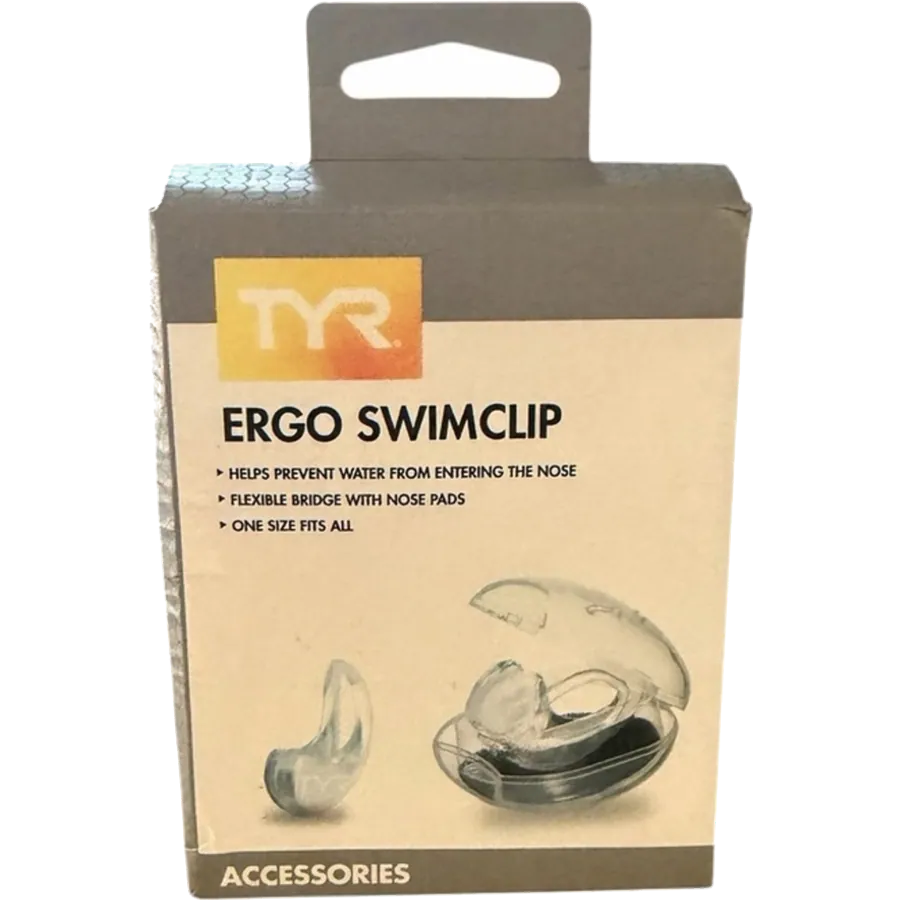 TYR
ERGO SWIMCLIP
▸ HELPS PREVENT WATER FROM ENTERING THE NOSE
▸ FLEXIBLE BRIDGE WITH NOSE PADS
▸ ONE SIZE FITS ALL
TYR
ACCESSORIES